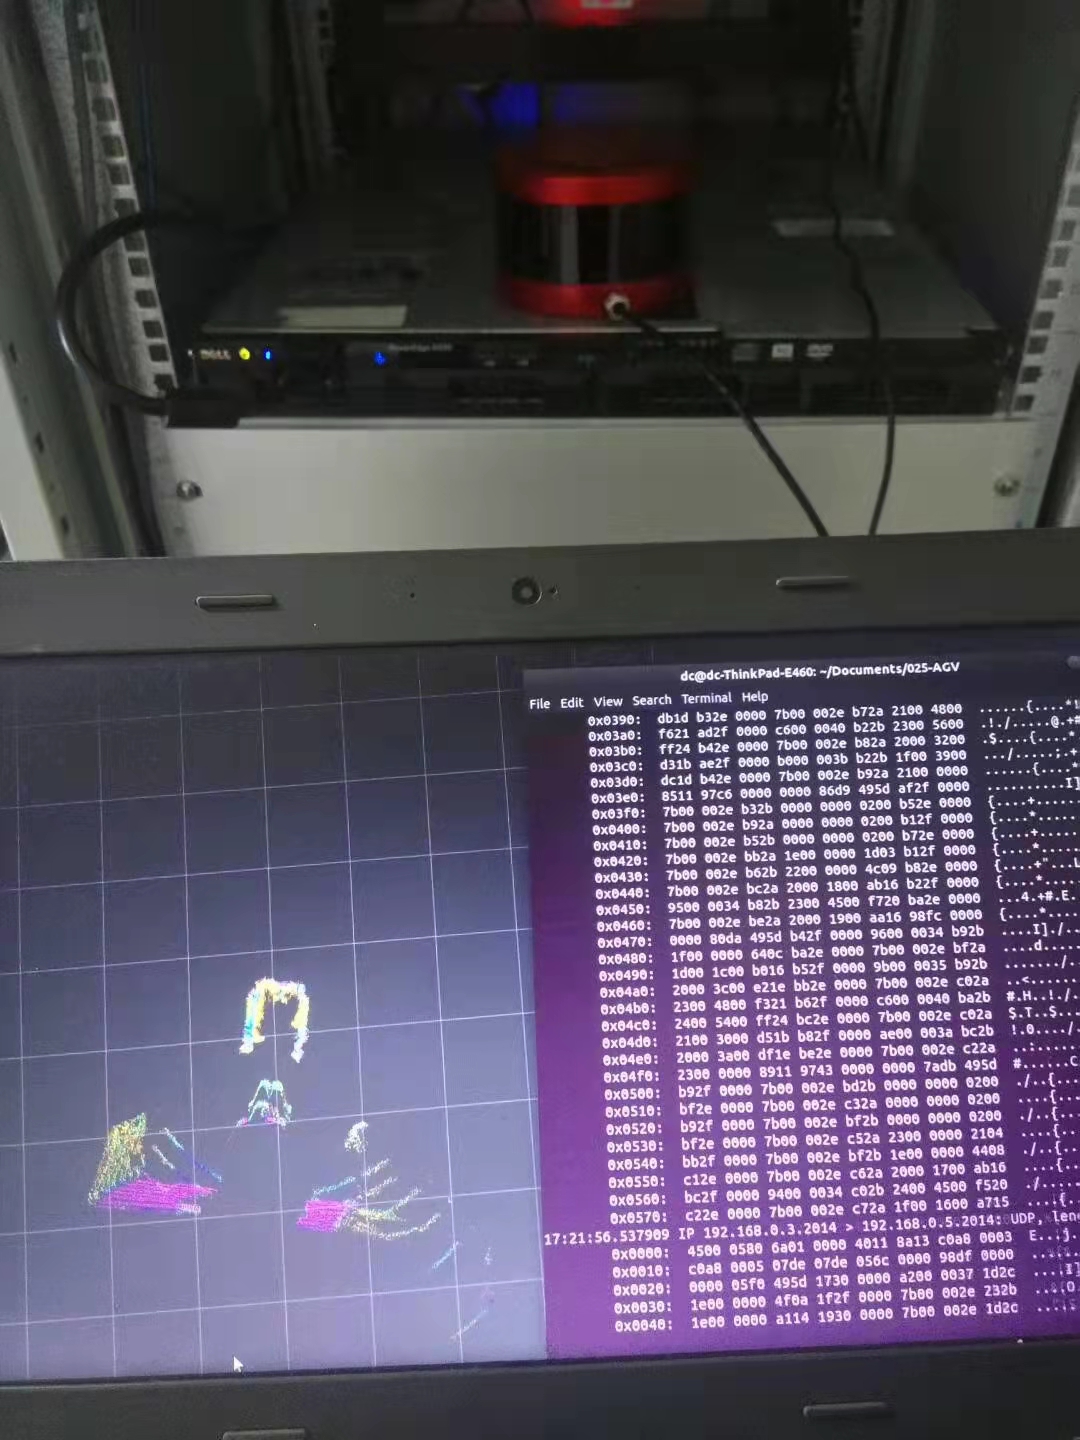 DELL
dc@dc-ThinkPad-E460: ~/Documents/025-AGV
File Edit View Search Terminal Help
0x0390: db1d b32e 0000 7b00 002e b72a 2100 4800 ......{....*!
0x03a0: f621 ad2f 0000 c600 0040 b22b 2300 5600 .!./.....@.+#
0x03b0: ff24 b42e 0000 7b00 002e b82a 2000 3200 .$....{....*
0x03c0: d31b ae2f 0000 b000 003b b22b 1f00 3900 .../.....;.+
0x03d0: dc1d b42e 0000 7b00 002e b92a 2100 0000 ......{....*
0x03e0: 8511 97c6 0000 0000 86d9 495d af2f 0000 ..........I]
0x03f0: 7b00 002e b32b 0000 0000 0200 b52e 0000 {....+......
0x0400: 7b00 002e b92a 0000 0000 0200 b12f 0000 {....*......
0x0410: 7b00 002e b52b 0000 0000 0200 b72e 0000 {....+......
0x0420: 7b00 002e bb2a 1e00 0000 1d03 b12f 0000 {....*......
0x0430: 7b00 002e b62b 2200 0000 4c09 b82e 0000 {....+"...L
0x0440: 7b00 002e bc2a 2000 1800 ab16 b22f 0000 {....*......
0x0450: 9500 0034 b82b 2300 4500 f720 ba2e 0000 ...4.+#.E.
0x0460: 7b00 002e be2a 2000 1900 aa16 98fc 0000 {....*
0x0470: 0000 80da 495d b42f 0000 9600 0034 b92b ....I]./..
0x0480: 1f00 0000 640c ba2e 0000 7b00 002e bf2a ....d.....
0x0490: 1d00 1c00 b016 b52f 0000 9b00 0035 b92b ......./..
0x04a0: 2000 3c00 e21e bb2e 0000 7b00 002e c02a ..<.......
0x04b0: 2300 4800 f321 b62f 0000 c600 0040 ba2b #.H..!./..
0x04c0: 2400 5400 ff24 bc2e 0000 7b00 002e c02a $.T..$....
0x04d0: 2100 3000 d51b b82f 0000 ae00 003a bc2b !.0..../..
0x04e0: 2000 3a00 df1e be2e 0000 7b00 002e c22a ..:.......
0x04f0: 2300 0000 8911 9743 0000 0000 7adb 495d #......C
0x0500: b92f 0000 7b00 002e bd2b 0000 0000 0200 ./..{....
0x0510: bf2e 0000 7b00 002e c32a 0000 0000 0200 ....{....
0x0520: b92f 0000 7b00 002e bf2b 0000 0000 0200 ./..{....
0x0530: bf2e 0000 7b00 002e c52a 2300 0000 2104 ....{....
0x0540: bb2f 0000 7b00 002e bf2b 1e00 0000 4408 ./..{....
0x0550: c12e 0000 7b00 002e c62a 2000 1700 ab16 ....{....
0x0560: bc2f 0000 9400 0034 c02b 2400 4500 f520 ./.......
0x0570: c22e 0000 7b00 002e c72a 1f00 1600 a715 ....{..
17:21:56.537909 IP 192.168.0.3.2014 > 192.168.0.5.2014: UDP, leng
0x0000: 4500 0580 6a01 0000 4011 8a13 c0a8 0003 E...j.
0x0010: c0a8 0005 07de 07de 056c 0000 98df 0000
0x0020: 0000 05f0 495d 1730 0000 a200 0037 1d2c ....I]
0x0030: 1e00 0000 4f0a 1f2f 0000 7b00 002e 232b ....O.
0x0040: 1e00 0000 a114 1930 0000 7b00 002e 1d2c